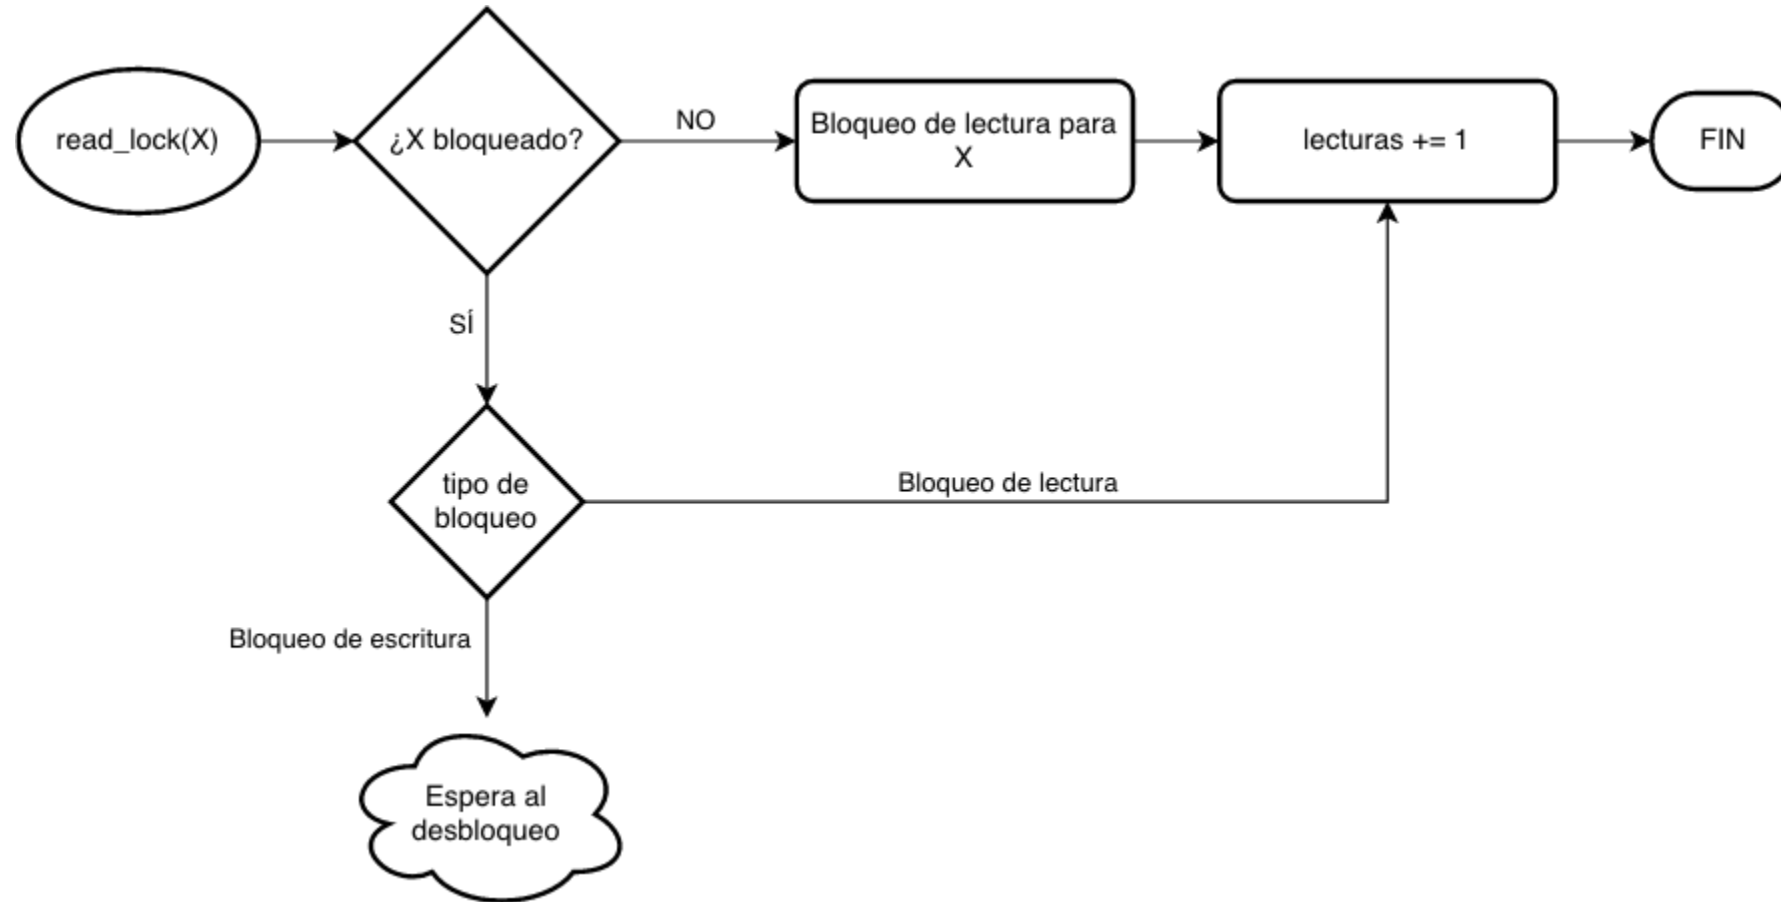 read_lock(X)
¿X bloqueado?
NO
Bloqueo de lectura para
X
lecturas += 1
FIN
SÍ
tipo de
bloqueo
Bloqueo de lectura
Bloqueo de escritura
Espera al
desbloqueo